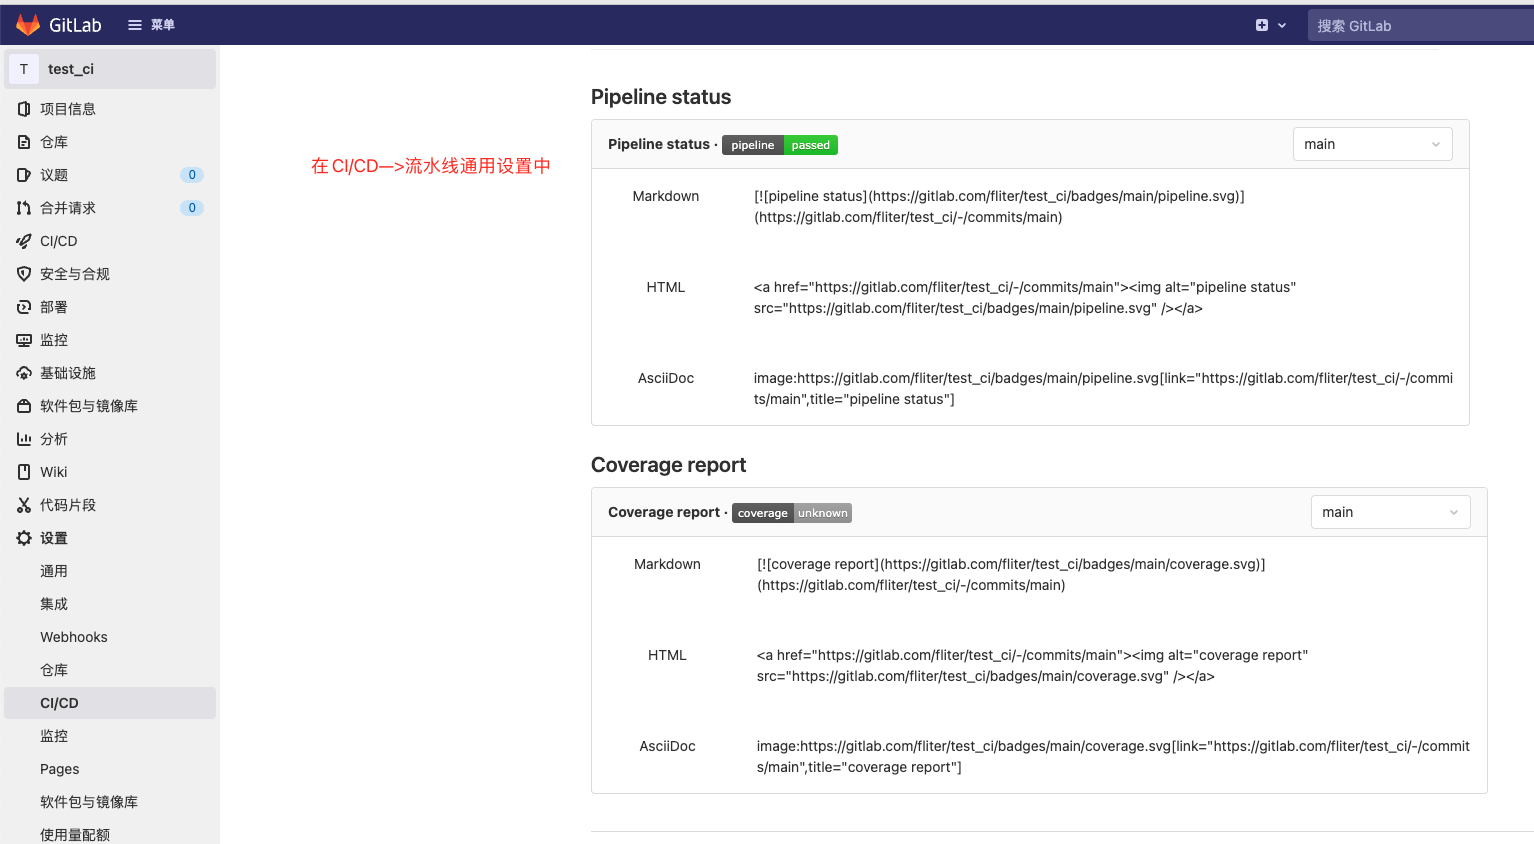 GitLab
菜单
搜索 GitLab
T
test_ci
项目信息
仓库
议题
0
合并请求
0
CI/CD
安全与合规
部署
监控
基础设施
软件包与镜像库
分析
Wiki
代码片段
设置
通用
集成
Webhooks
仓库
CI/CD
监控
Pages
软件包与镜像库
使用量配额
在 CI/CD—>流水线通用设置中
Pipeline status
Pipeline status · pipeline passed
main
Markdown
[![pipeline status](https://gitlab.com/fliter/test_ci/badges/main/pipeline.svg)]
(https://gitlab.com/fliter/test_ci/-/commits/main)
HTML
<a href="https://gitlab.com/fliter/test_ci/-/commits/main"><img alt="pipeline status"
src="https://gitlab.com/fliter/test_ci/badges/main/pipeline.svg" /></a>
AsciiDoc
image:https://gitlab.com/fliter/test_ci/badges/main/pipeline.svg[link="https://gitlab.com/fliter/test_ci/-/commi
ts/main",title="pipeline status"]
Coverage report
Coverage report · coverage unknown
main
Markdown
[![coverage report](https://gitlab.com/fliter/test_ci/badges/main/coverage.svg)]
(https://gitlab.com/fliter/test_ci/-/commits/main)
HTML
<a href="https://gitlab.com/fliter/test_ci/-/commits/main"><img alt="coverage report"
src="https://gitlab.com/fliter/test_ci/badges/main/coverage.svg" /></a>
AsciiDoc
image:https://gitlab.com/fliter/test_ci/badges/main/coverage.svg[link="https://gitlab.com/fliter/test_ci/-/commit
s/main",title="coverage report"]